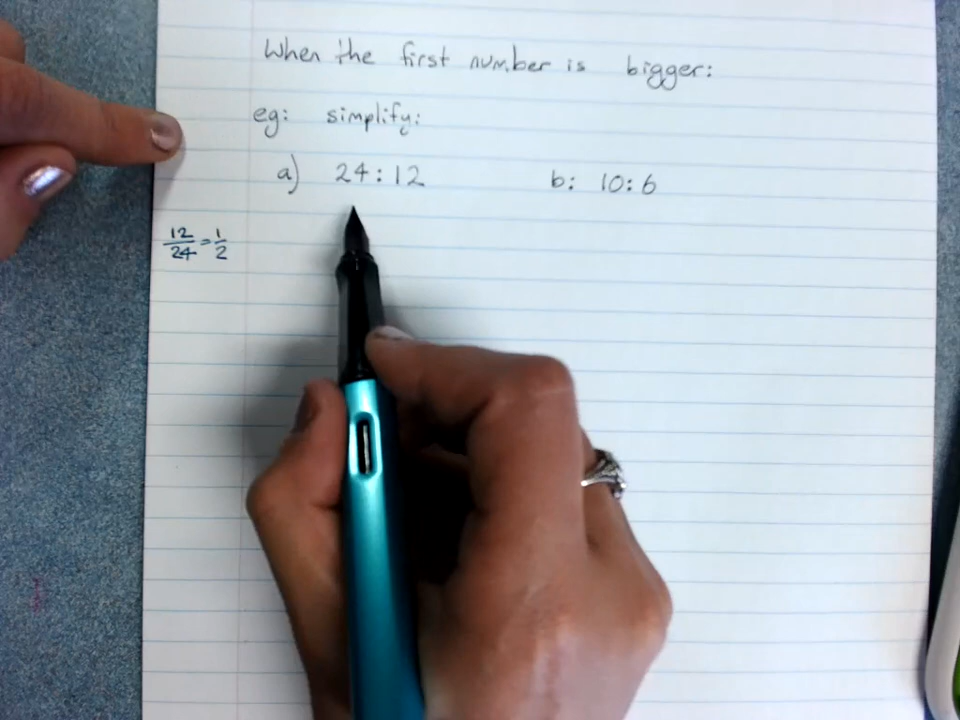 When the first number is bigger:
eg: simplify:
a) 24:12 b: 10:6
12/24 = 1/2